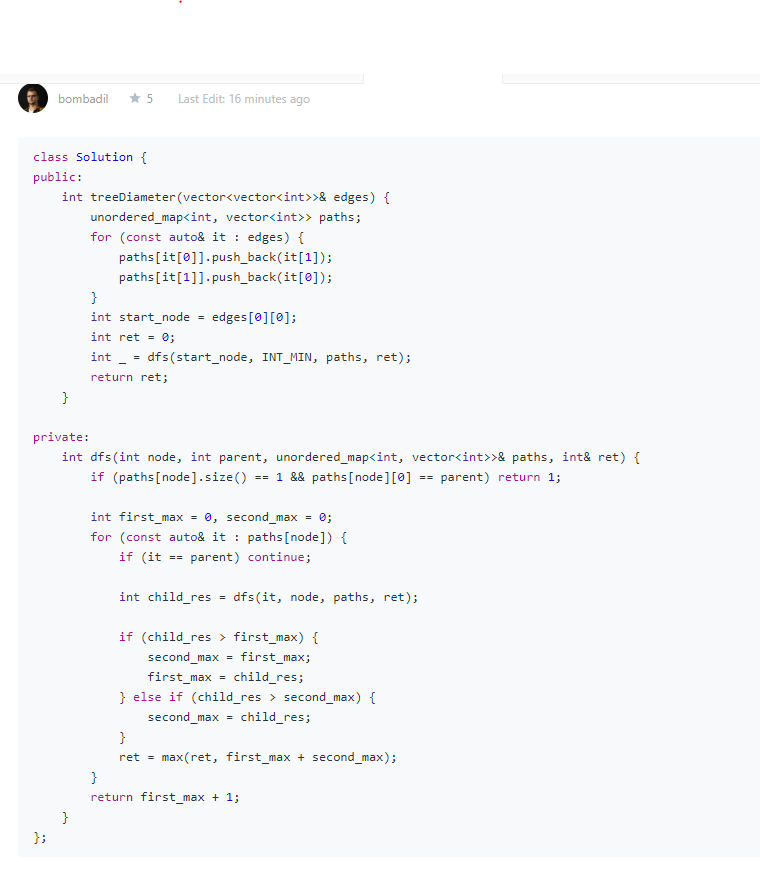 bombadil ★ 5 Last Edit: 16 minutes ago
class Solution {
public:
    int treeDiameter(vector<vector<int>>& edges) {
        unordered_map<int, vector<int>> paths;
        for (const auto& it : edges) {
            paths[it[0]].push_back(it[1]);
            paths[it[1]].push_back(it[0]);
        }
        int start_node = edges[0][0];
        int ret = 0;
        int _ = dfs(start_node, INT_MIN, paths, ret);
        return ret;
    }
private:
    int dfs(int node, int parent, unordered_map<int, vector<int>>& paths, int& ret) {
        if (paths[node].size() == 1 && paths[node][0] == parent) return 1;
        int first_max = 0, second_max = 0;
        for (const auto& it : paths[node]) {
            if (it == parent) continue;
            int child_res = dfs(it, node, paths, ret);
            if (child_res > first_max) {
                second_max = first_max;
                first_max = child_res;
            } else if (child_res > second_max) {
                second_max = child_res;
            }
            ret = max(ret, first_max + second_max);
        }
        return first_max + 1;
    }
};